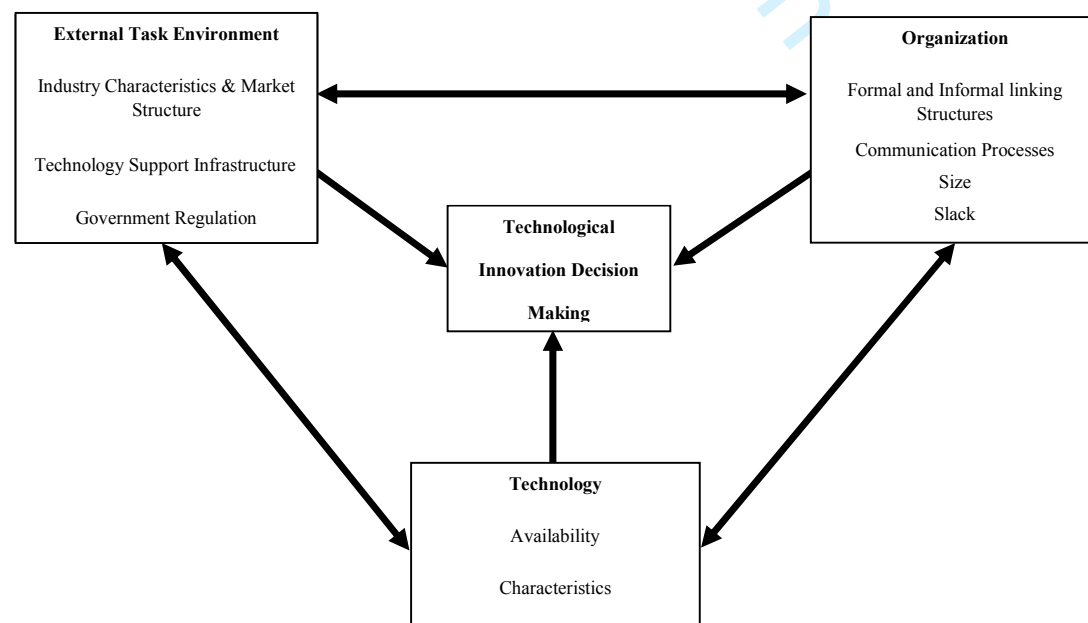 External Task Environment
Industry Characteristics & Market
Structure
Technology Support Infrastructure
Government Regulation
Organization
Formal and Informal linking
Structures
Communication Processes
Size
Slack
Technological
Innovation Decision
Making
Technology
Availability
Characteristics